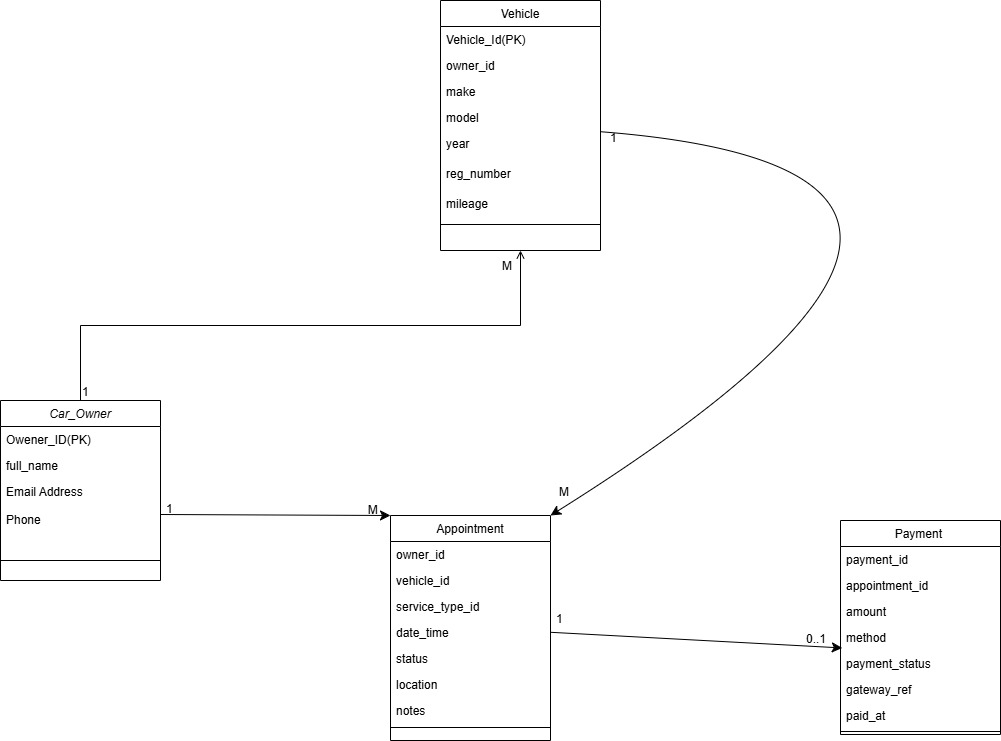 Vehicle
Vehicle_Id(PK)
owner_id
make
model
year
reg_number
mileage
1
M
1
Car_Owner
Owener_ID(PK)
full_name
Email Address
Phone
1
M
M
Appointment
owner_id
vehicle_id
service_type_id
date_time
status
location
notes
1
0..1
Payment
payment_id
appointment_id
amount
method
payment_status
gateway_ref
paid_at